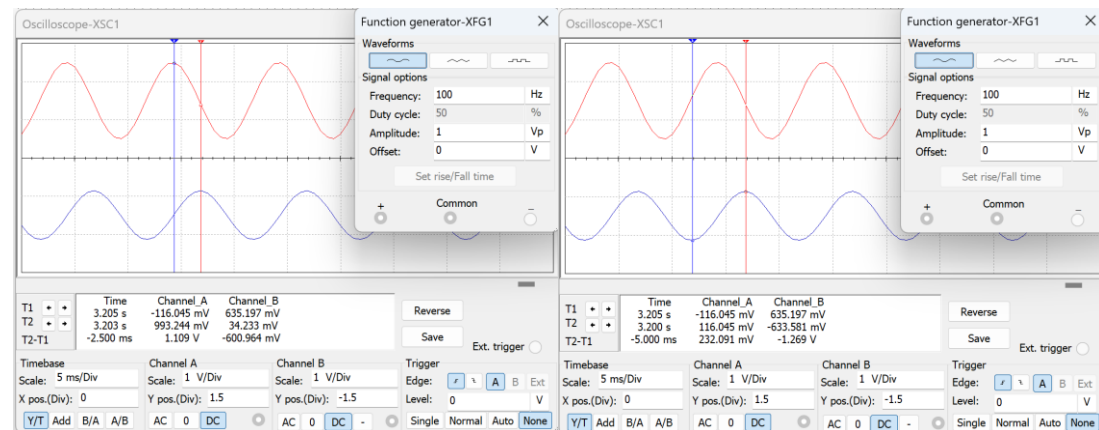 Oscilloscope-XSC1
Function generator-XFG1
Waveforms
Signal options
Frequency: 100 Hz
Duty cycle: 50 %
Amplitude: 1 Vp
Offset: 0 V
Set rise/Fall time
+ Common −
Time Channel_A Channel_B
T1 3.205 s -116.045 mV 635.197 mV
T2 3.203 s 993.244 mV 34.233 mV
T2-T1 -2.500 ms 1.109 V -600.964 mV
Reverse
Save
Ext. trigger
Timebase Channel A Channel B Trigger
Scale: 5 ms/Div Scale: 1 V/Div Scale: 1 V/Div Edge: A B Ext
X pos.(Div): 0 Y pos.(Div): 1.5 Y pos.(Div): -1.5 Level: 0 V
Y/T Add B/A A/B AC 0 DC AC 0 DC - Single Normal Auto None
Oscilloscope-XSC1
Function generator-XFG1
Waveforms
Signal options
Frequency: 100 Hz
Duty cycle: 50 %
Amplitude: 1 Vp
Offset: 0 V
Set rise/Fall time
+ Common −
Time Channel_A Channel_B
T1 3.205 s -116.045 mV 635.197 mV
T2 3.200 s 116.045 mV -633.581 mV
T2-T1 -5.000 ms 232.091 mV -1.269 V
Reverse
Save
Ext. trigger
Timebase Channel A Channel B Trigger
Scale: 5 ms/Div Scale: 1 V/Div Scale: 1 V/Div Edge: A B Ext
X pos.(Div): 0 Y pos.(Div): 1.5 Y pos.(Div): -1.5 Level: 0 V
Y/T Add B/A A/B AC 0 DC AC 0 DC - Single Normal Auto None